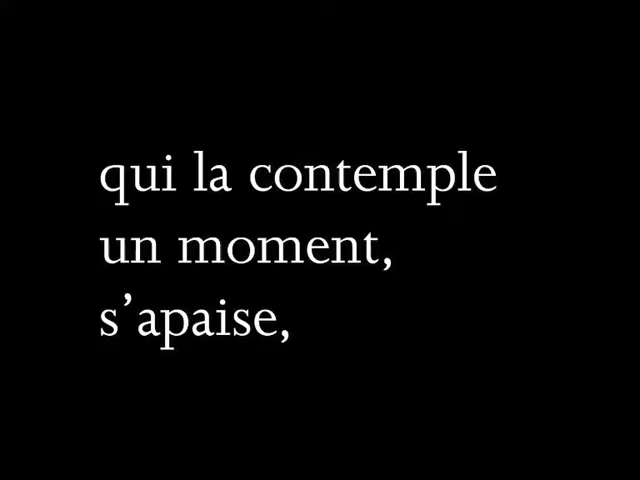 qui la contemple
un moment,
s’apaise,